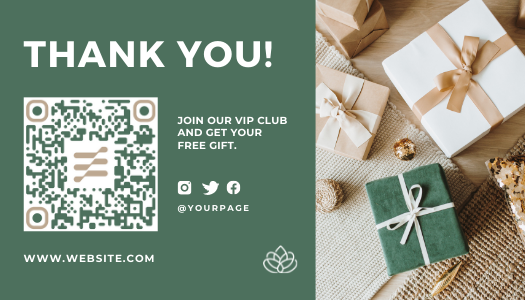 THANK YOU!
JOIN OUR VIP CLUB
AND GET YOUR
FREE GIFT.
@YOURPAGE
WWW.WEBSITE.COM